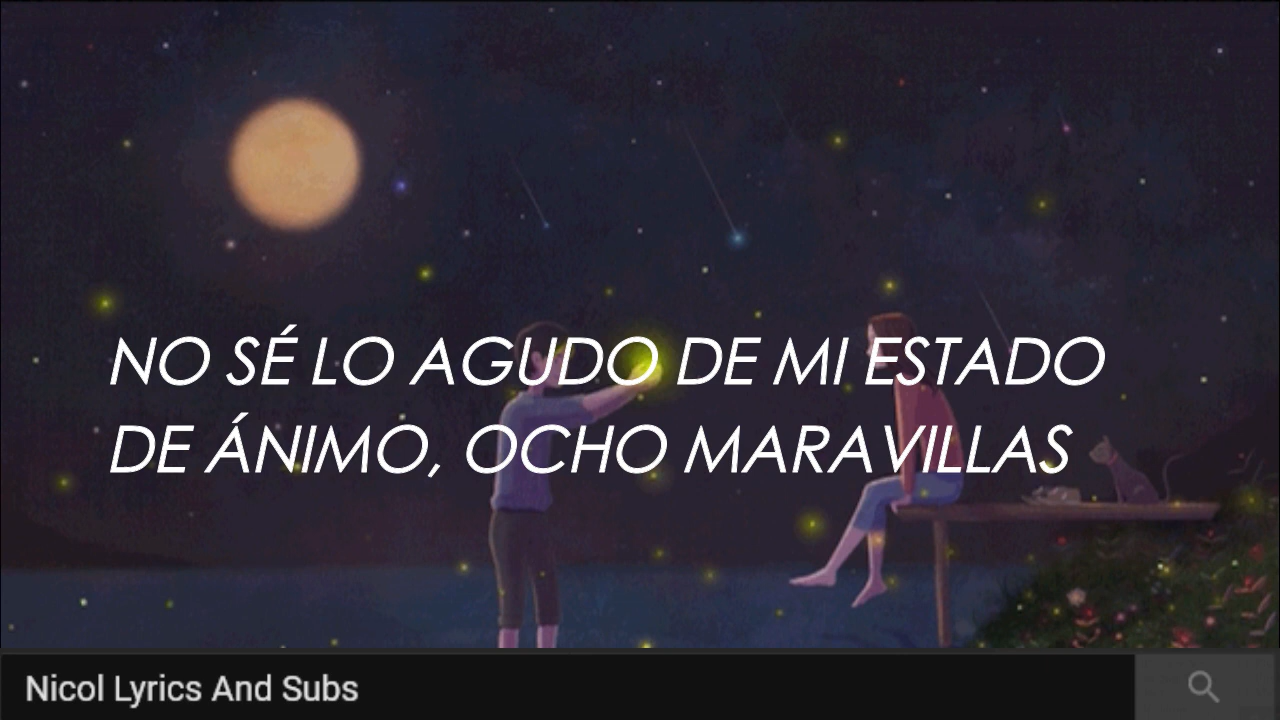 NO SÉ LO AGUDO DE MI ESTADO
DE ÁNIMO, OCHO MARAVILLAS
Nicol Lyrics And Subs